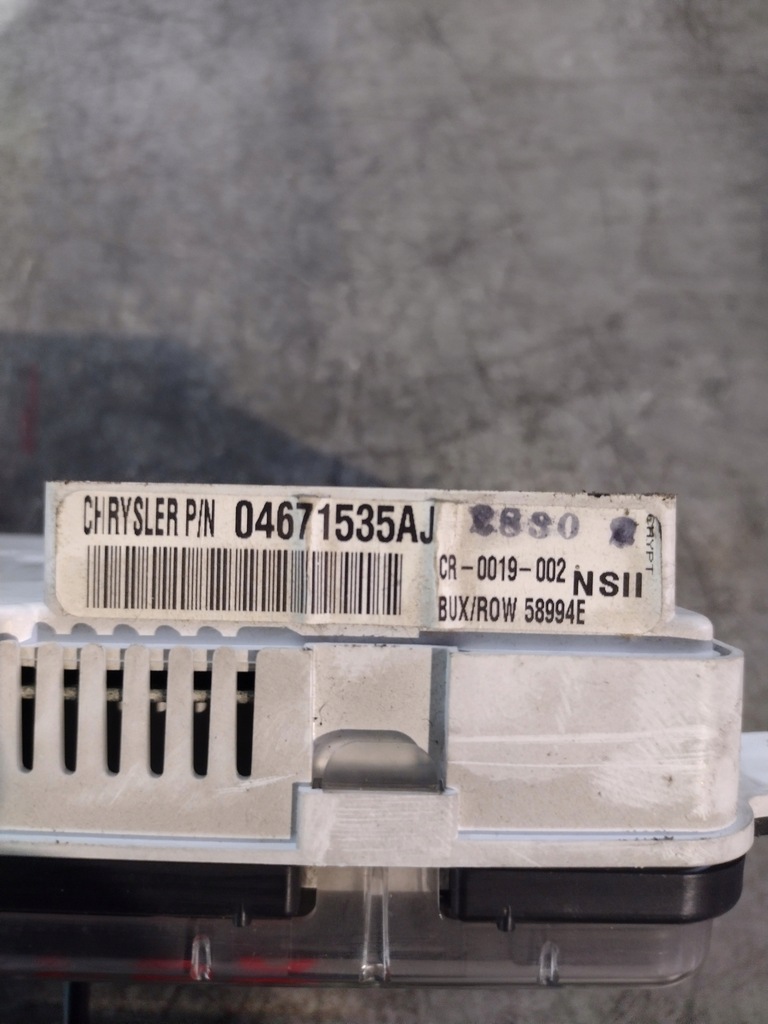 CHRYSLER P/N 04671535AJ
CR-0019-002 NSII
BUX/ROW 58994E